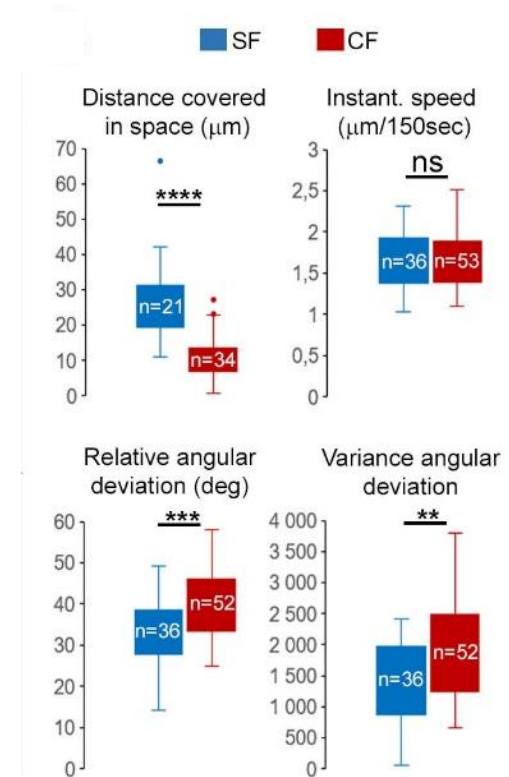 SF CF
Distance covered
in space (μm)
70
60
50
40
30
20
10
0
****
n=21
n=34
Instant. speed
(μm/150sec)
3
2,5
2
1,5
1
0,5
0
ns
n=36
n=53
Relative angular
deviation (deg)
60
50
40
30
20
10
0
***
n=36
n=52
Variance angular
deviation
4 000
3 500
3 000
2 500
2 000
1 500
1 000
500
0
**
n=36
n=52